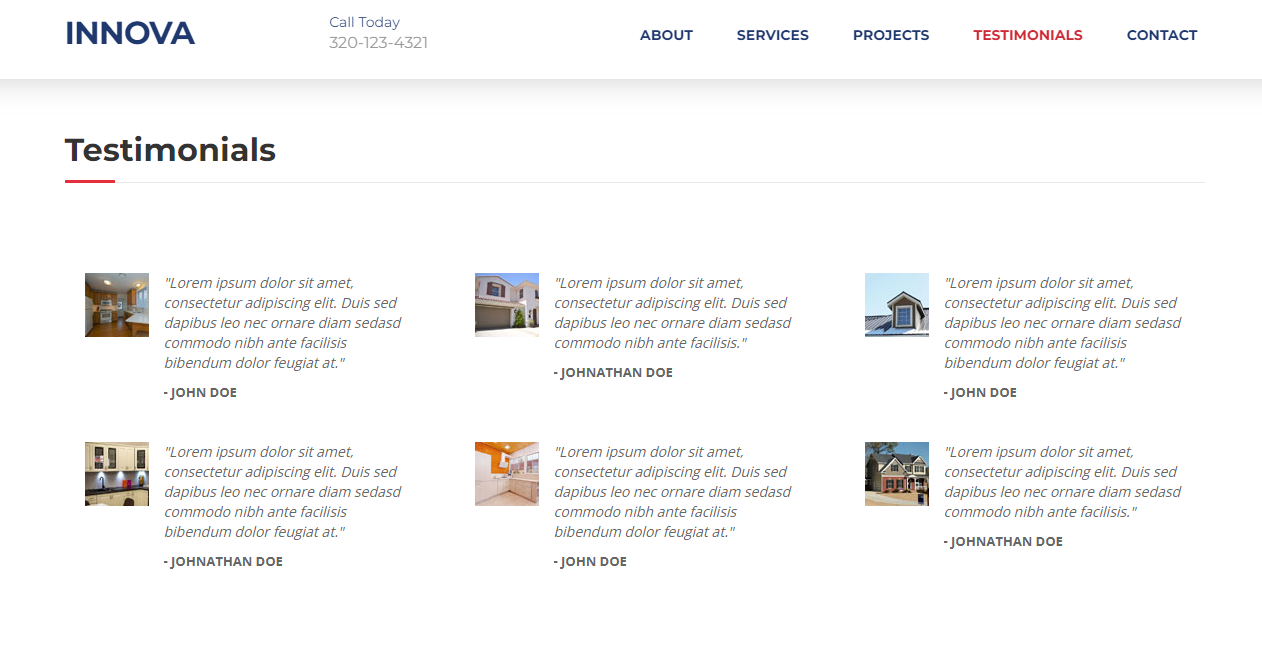 INNOVA
Call Today
320-123-4321
ABOUT SERVICES PROJECTS TESTIMONIALS CONTACT
Testimonials
"Lorem ipsum dolor sit amet,
consectetur adipiscing elit. Duis sed
dapibus leo nec ornare diam sedasd
commodo nibh ante facilisis
bibendum dolor feugiat at."
- JOHN DOE
"Lorem ipsum dolor sit amet,
consectetur adipiscing elit. Duis sed
dapibus leo nec ornare diam sedasd
commodo nibh ante facilisis."
- JOHNATHAN DOE
"Lorem ipsum dolor sit amet,
consectetur adipiscing elit. Duis sed
dapibus leo nec ornare diam sedasd
commodo nibh ante facilisis
bibendum dolor feugiat at."
- JOHN DOE
"Lorem ipsum dolor sit amet,
consectetur adipiscing elit. Duis sed
dapibus leo nec ornare diam sedasd
commodo nibh ante facilisis
bibendum dolor feugiat at."
- JOHNATHAN DOE
"Lorem ipsum dolor sit amet,
consectetur adipiscing elit. Duis sed
dapibus leo nec ornare diam sedasd
commodo nibh ante facilisis
bibendum dolor feugiat at."
- JOHN DOE
"Lorem ipsum dolor sit amet,
consectetur adipiscing elit. Duis sed
dapibus leo nec ornare diam sedasd
commodo nibh ante facilisis."
- JOHNATHAN DOE